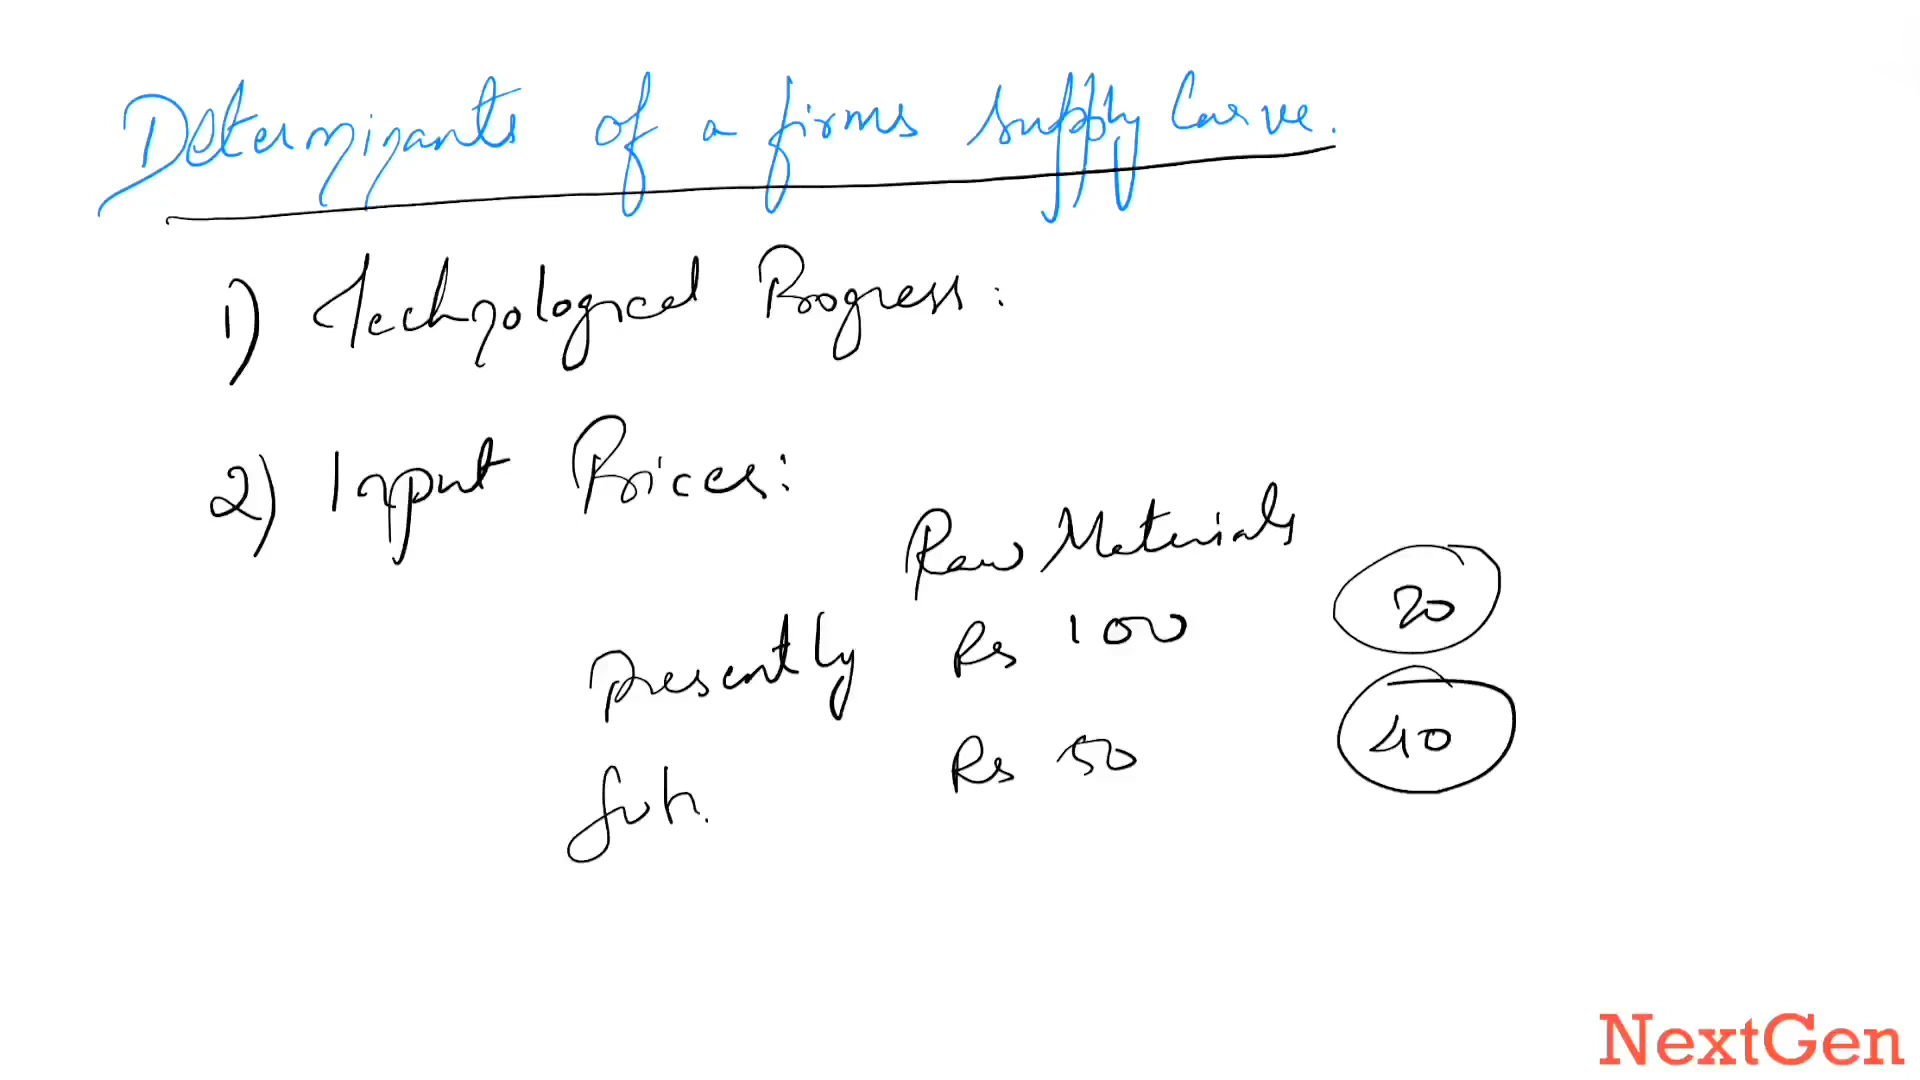 Determinants of a firms supply Curve.
1) Technological Progress:
2) Input Prices:
Raw Materials
Presently Rs 100 20
Rs 50 40
NextGen